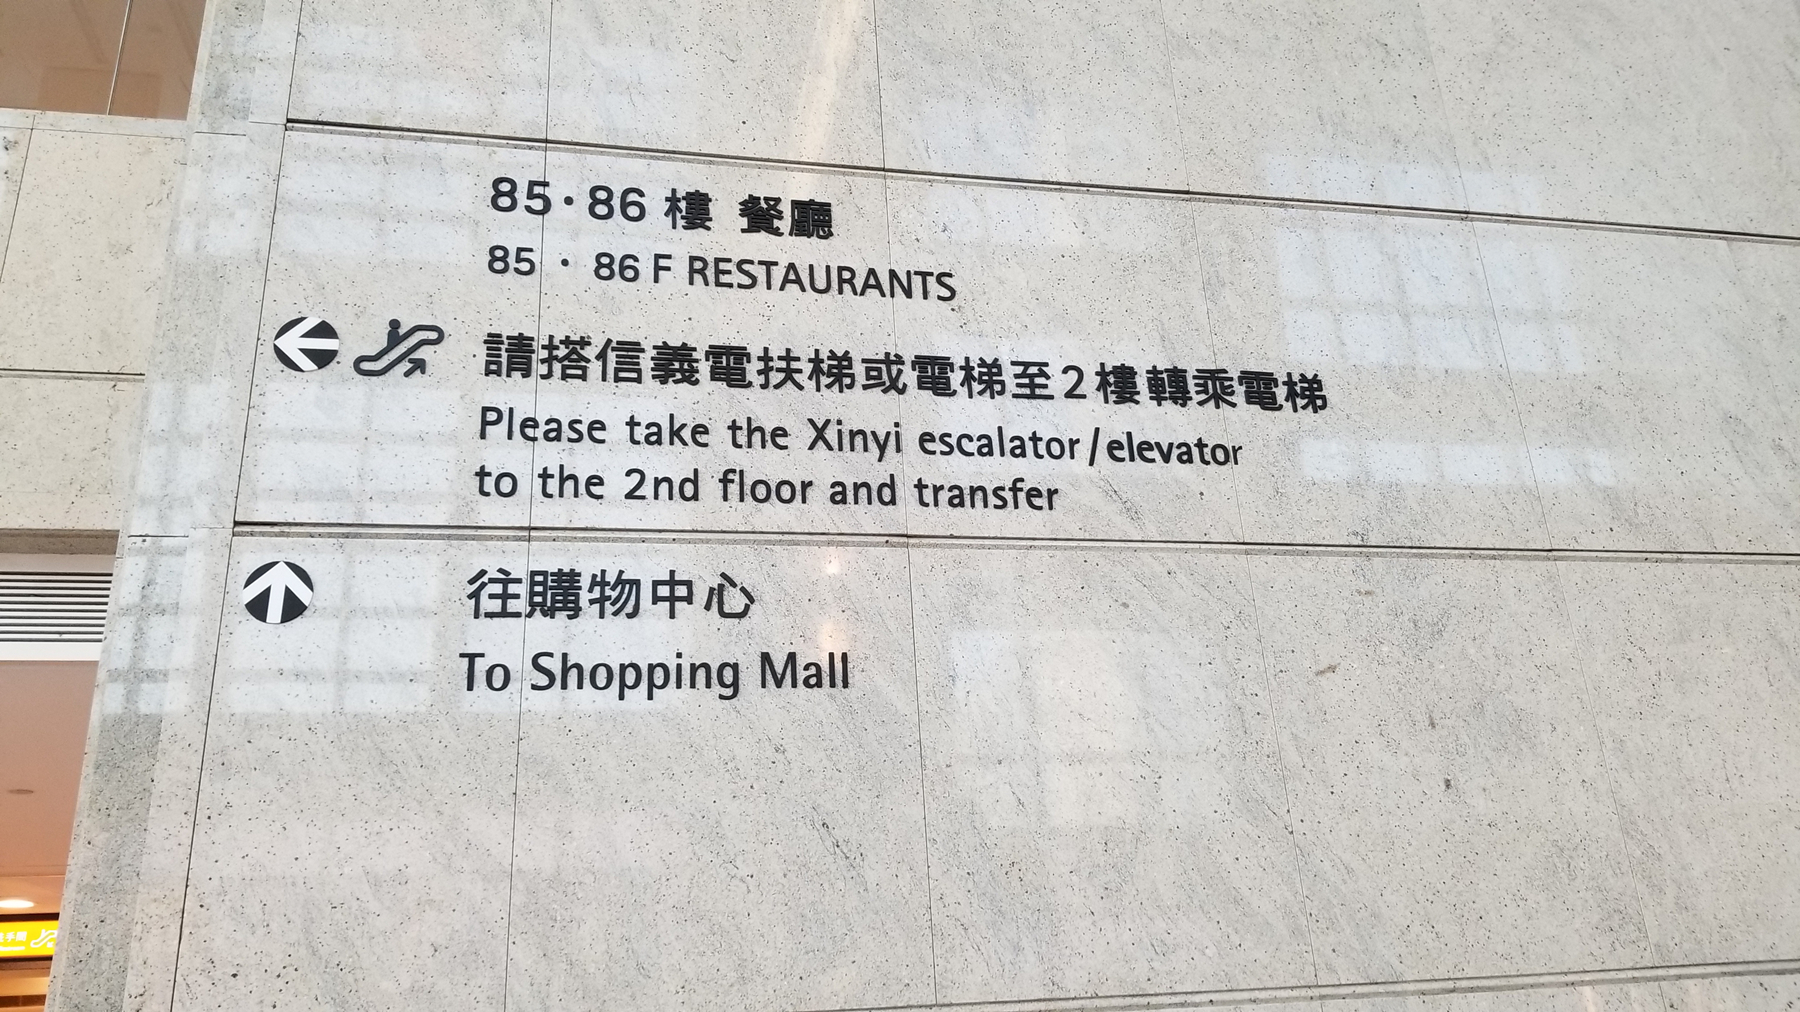 85·86 樓 餐廳
85 · 86 F RESTAURANTS
請搭信義電扶梯或電梯至2樓轉乘電梯
Please take the Xinyi escalator/elevator
to the 2nd floor and transfer
往購物中心
To Shopping Mall